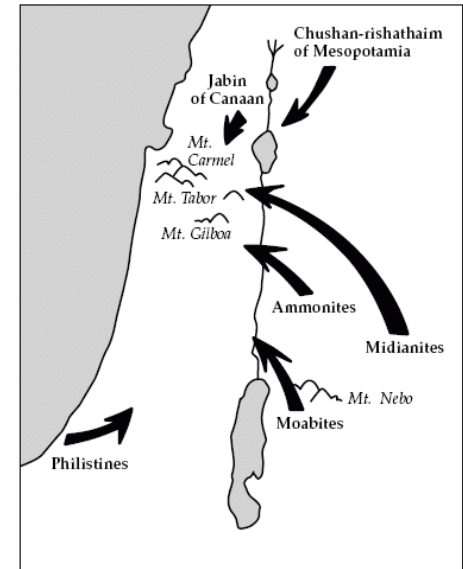 Chushan-rishathaim
of Mesopotamia
Jabin
of Canaan
Mt.
Carmel
Mt. Tabor
Mt. Gilboa
Ammonites
Midianites
Mt. Nebo
Moabites
Philistines